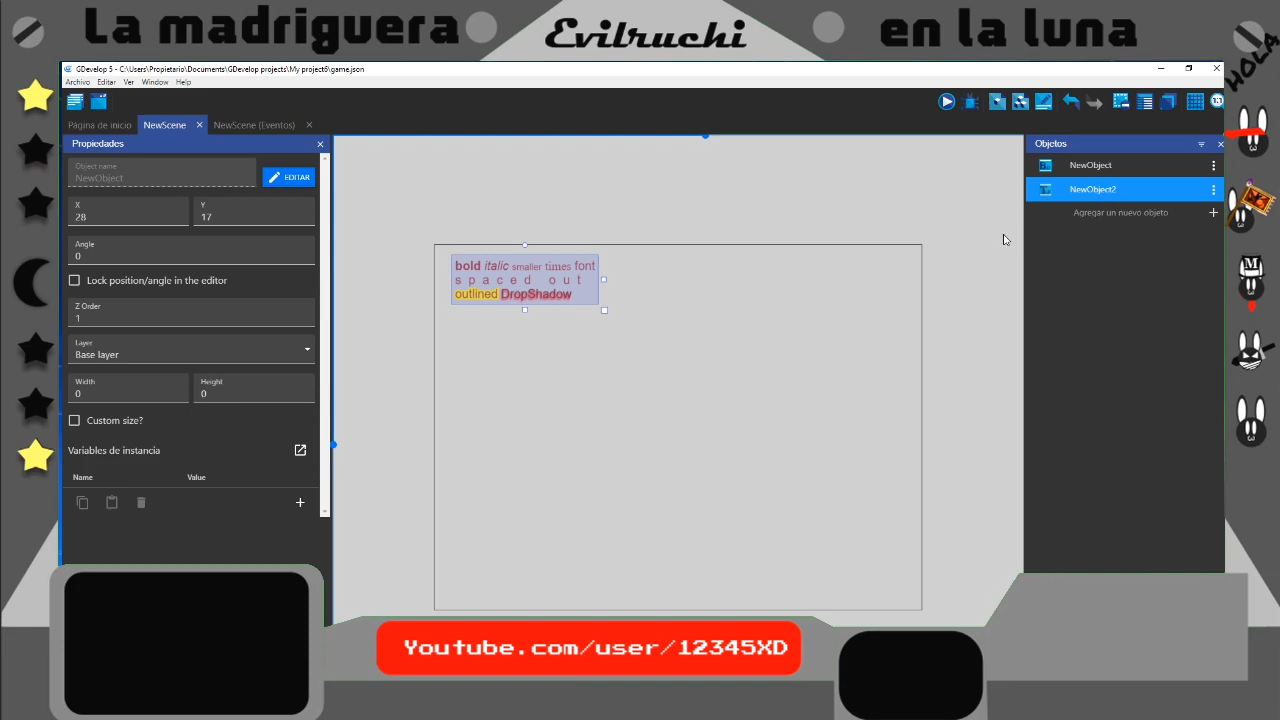 La madriguera
Evilruchi
en la luna
HOLA
GDevelop 5 - C:\Users\Propietario\Documents\GDevelop projects\My project6\game.json
Archivo Editar Ver Window Help
1:1
Página de inicio NewScene NewScene (Eventos)
Propiedades
Object name
NewObject
EDITAR
X
28
Y
17
Angle
0
Lock position/angle in the editor
Z Order
1
Layer
Base layer
Width
0
Height
0
Custom size?
Variables de instancia
Name Value
bold italic smaller times font
spaced out
outlined DropShadow
Objetos
NewObject
NewObject2
Agregar un nuevo objeto
Youtube.com/user/12345XD